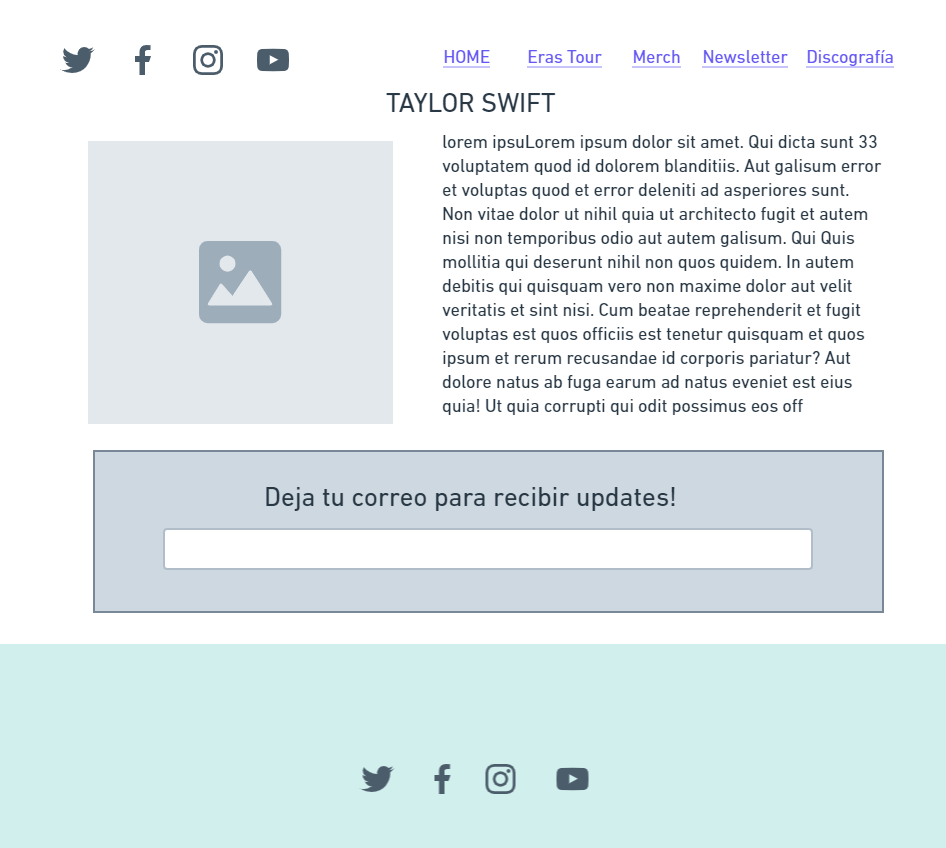 HOME Eras Tour Merch Newsletter Discografía
TAYLOR SWIFT
lorem ipsuLorem ipsum dolor sit amet. Qui dicta sunt 33
voluptatem quod id dolorem blanditiis. Aut galisum error
et voluptas quod et error deleniti ad asperiores sunt.
Non vitae dolor ut nihil quia ut architecto fugit et autem
nisi non temporibus odio aut autem galisum. Qui Quis
mollitia qui deserunt nihil non quos quidem. In autem
debitis qui quisquam vero non maxime dolor aut velit
veritatis et sint nisi. Cum beatae reprehenderit et fugit
voluptas est quos officiis est tenetur quisquam et quos
ipsum et rerum recusandae id corporis pariatur? Aut
dolore natus ab fuga earum ad natus eveniet est eius
quia! Ut quia corrupti qui odit possimus eos off
Deja tu correo para recibir updates!